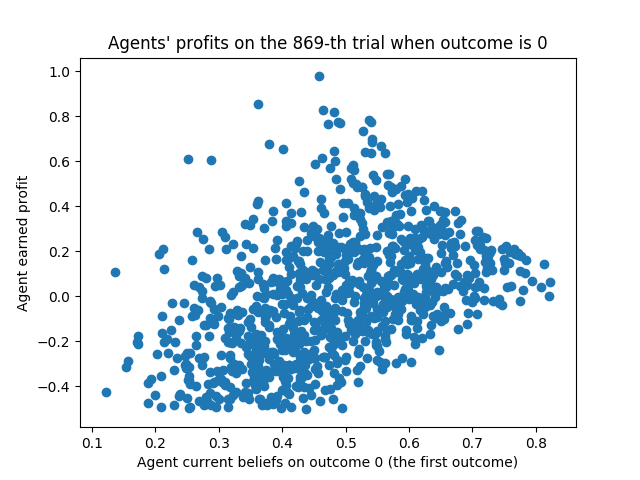 Agents' profits on the 869-th trial when outcome is 0
1.0
0.8
0.6
0.4
0.2
0.0
−0.2
−0.4
Agent earned profit
0.1 0.2 0.3 0.4 0.5 0.6 0.7 0.8
Agent current beliefs on outcome 0 (the first outcome)